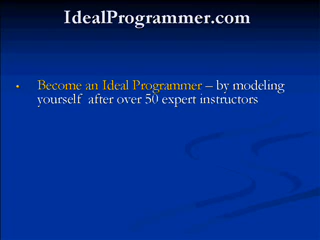 IdealProgrammer.com
• Become an Ideal Programmer – by modeling
yourself after over 50 expert instructors